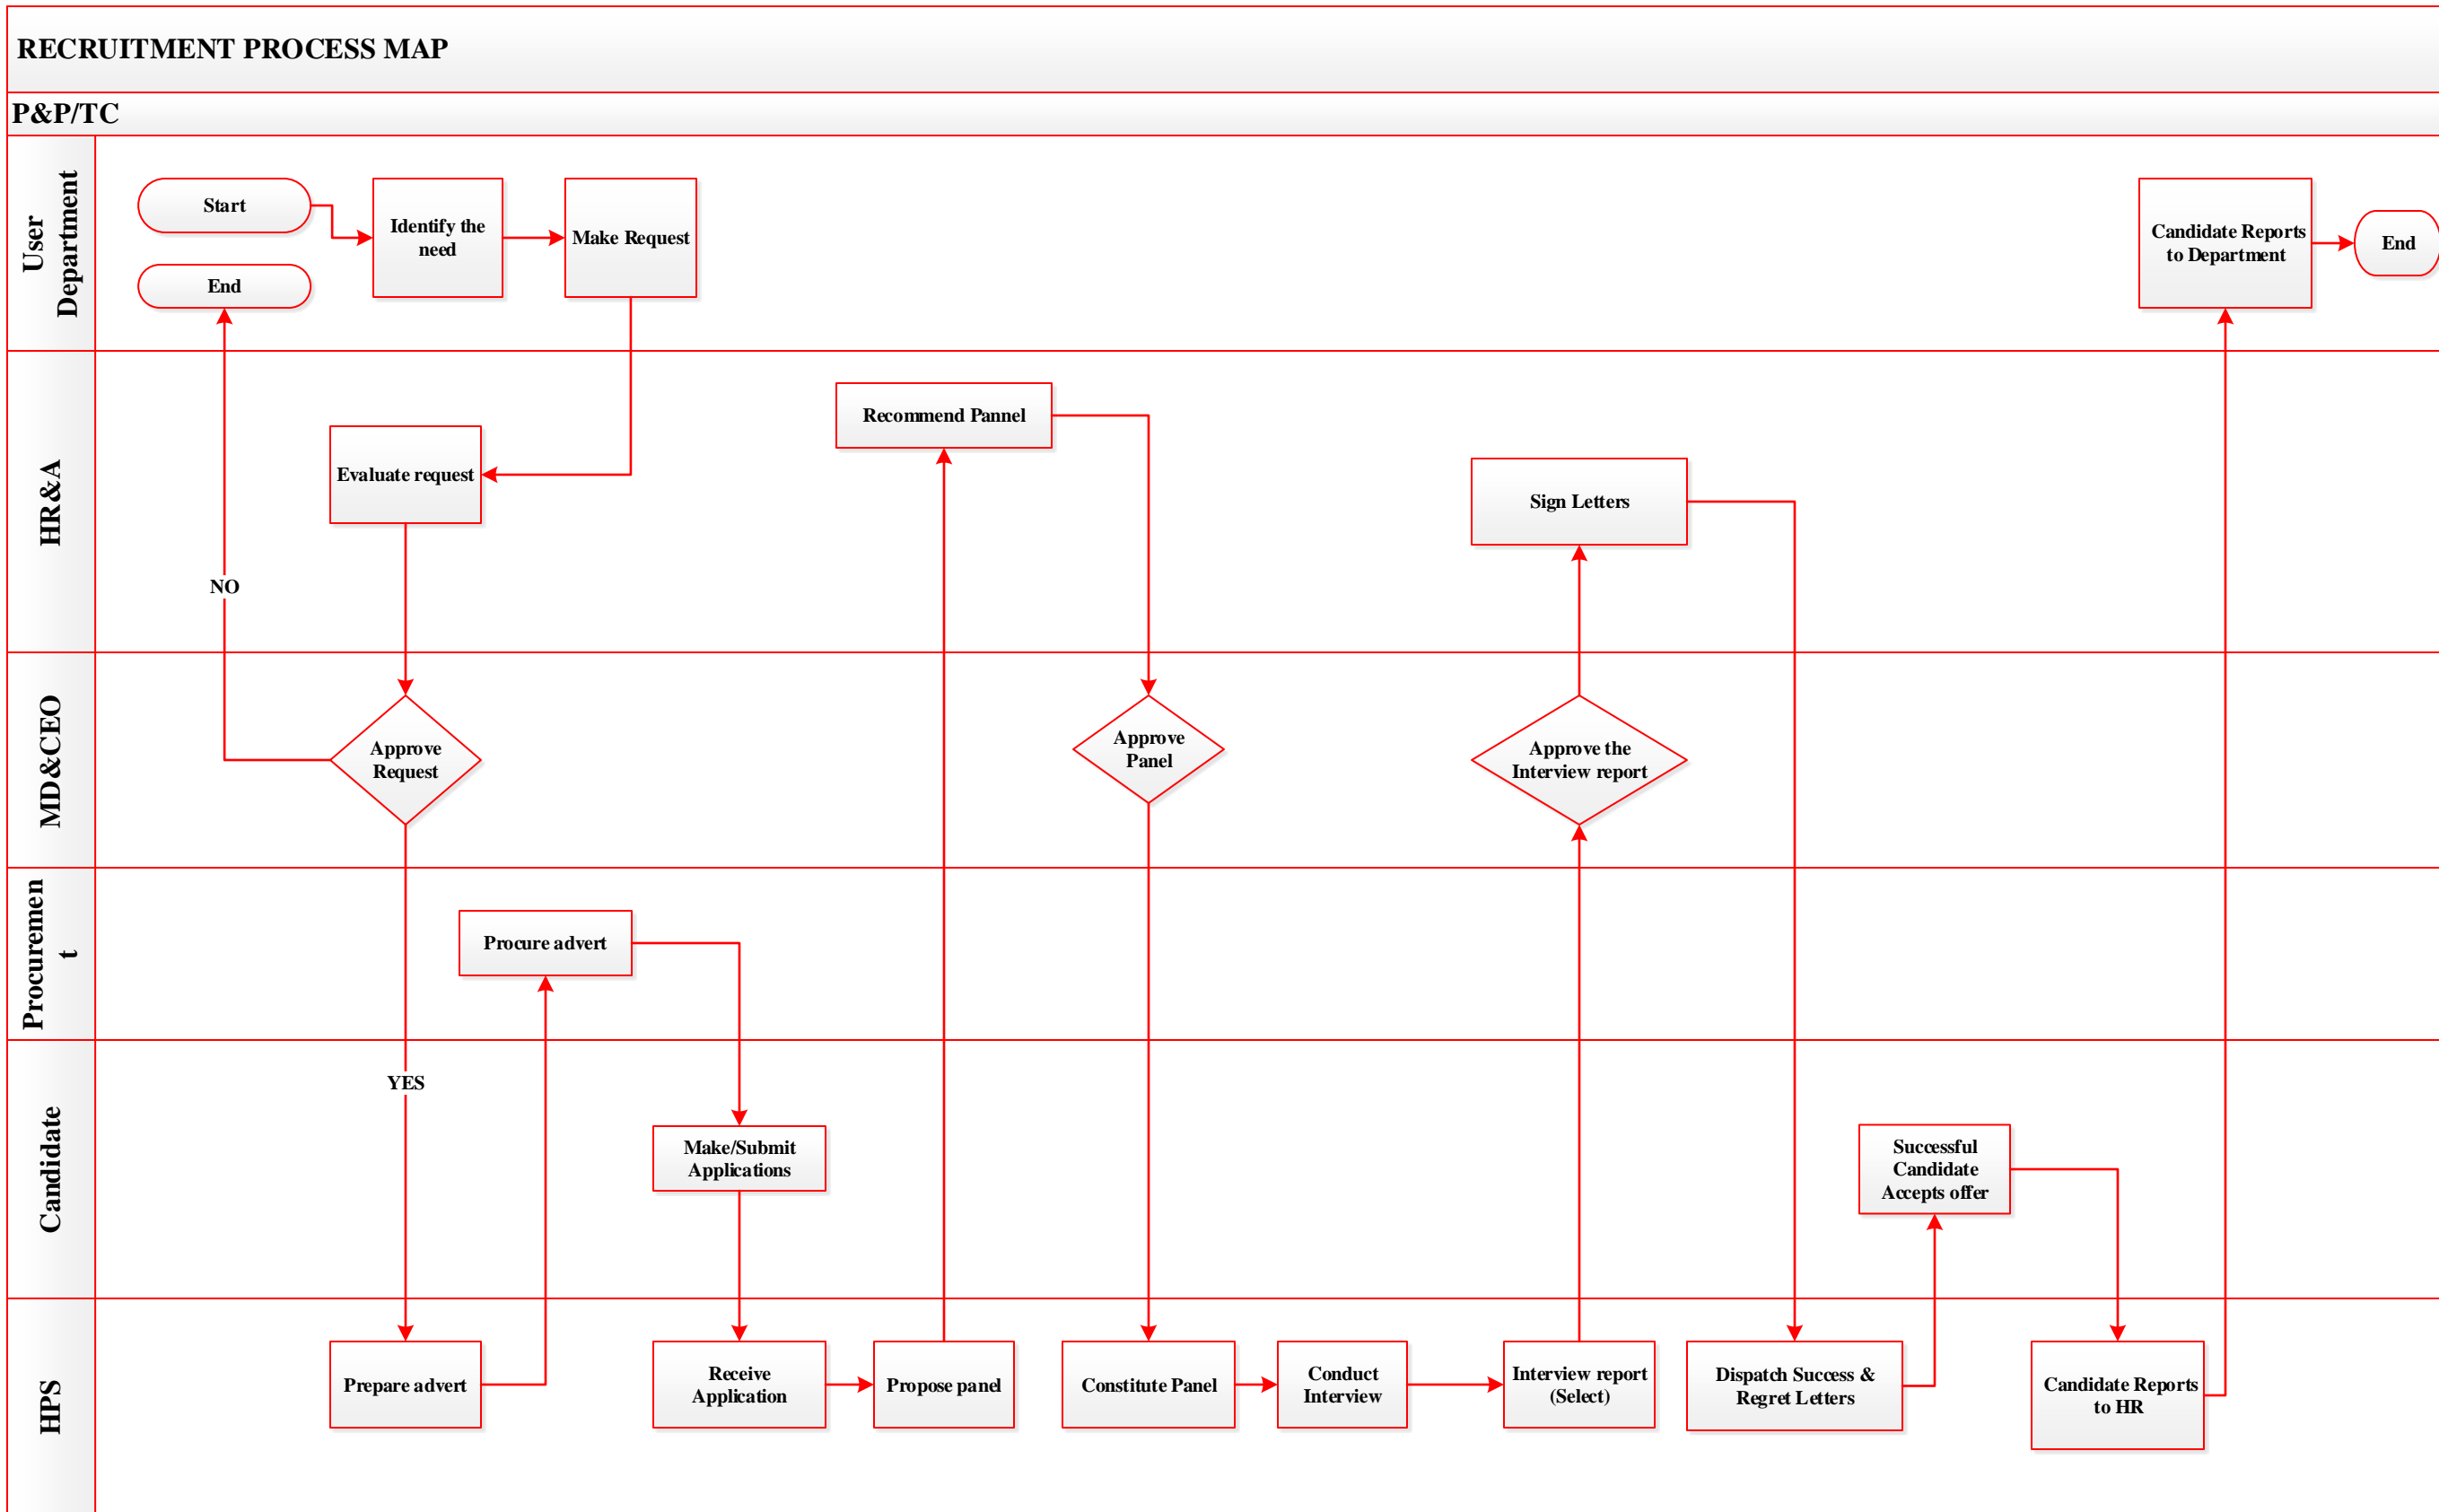 RECRUITMENT PROCESS MAP
P&P/TC
User
Department
Start
Identify the
need
Make Request
End
Candidate Reports
to Department
End
HR&A
Recommend Pannel
Evaluate request
Sign Letters
NO
MD&CEO
Approve
Request
Approve
Panel
Approve the
Interview report
Procuremen
t
Procure advert
Candidate
YES
Make/Submit
Applications
Successful
Candidate
Accepts offer
HPS
Prepare advert
Receive
Application
Propose panel
Constitute Panel
Conduct
Interview
Interview report
(Select)
Dispatch Success &
Regret Letters
Candidate Reports
to HR